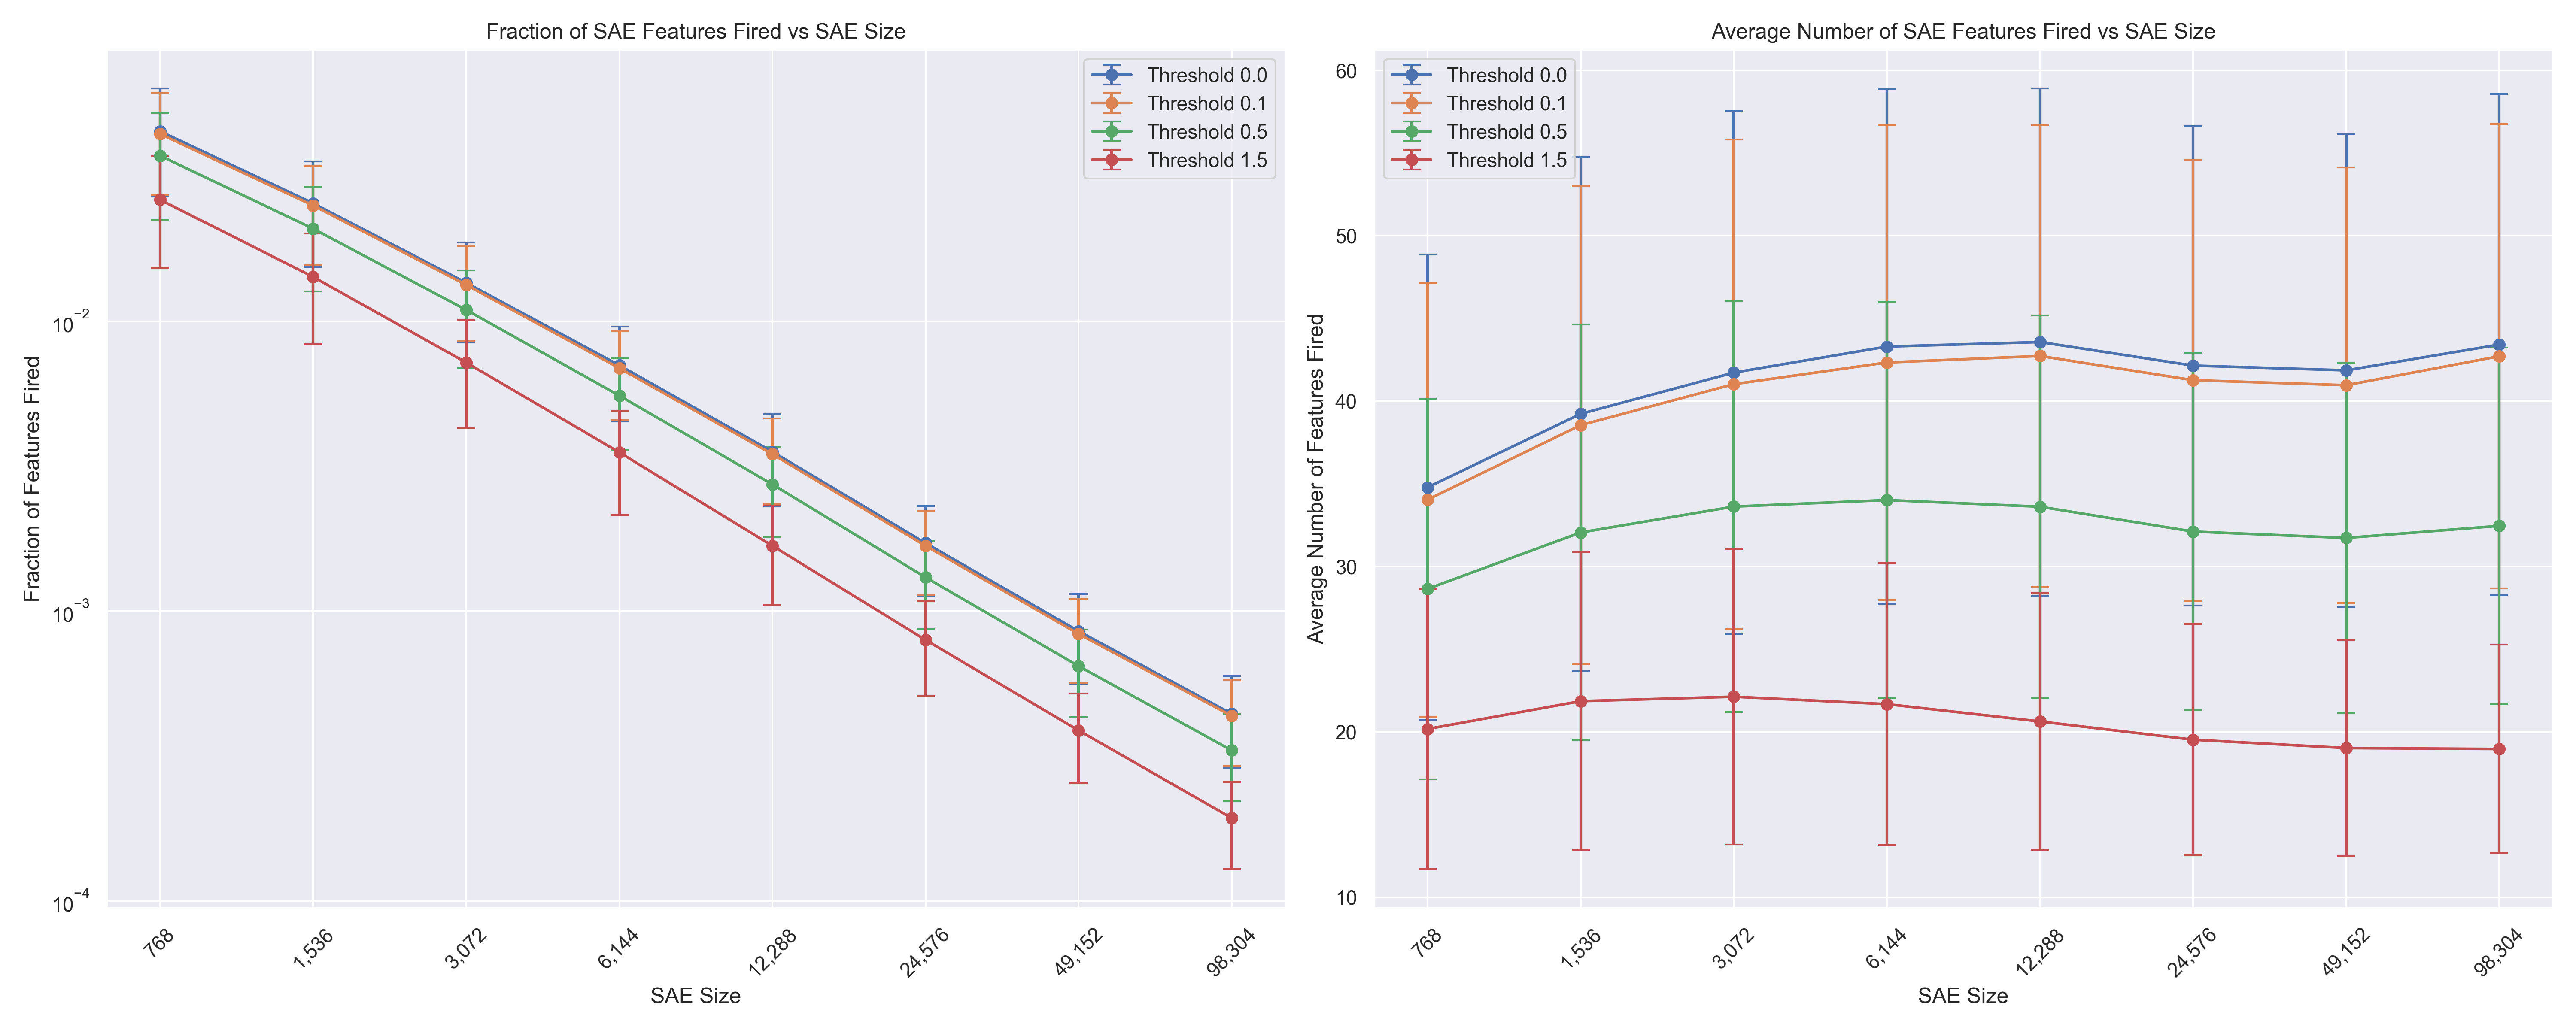 Fraction of SAE Features Fired vs SAE Size
Threshold 0.0
Threshold 0.1
Threshold 0.5
Threshold 1.5
Fraction of Features Fired
10⁻²
10⁻³
10⁻⁴
768
1,536
3,072
6,144
12,288
24,576
49,152
98,304
SAE Size
Average Number of SAE Features Fired vs SAE Size
Threshold 0.0
Threshold 0.1
Threshold 0.5
Threshold 1.5
Average Number of Features Fired
60
50
40
30
20
10
768
1,536
3,072
6,144
12,288
24,576
49,152
98,304
SAE Size